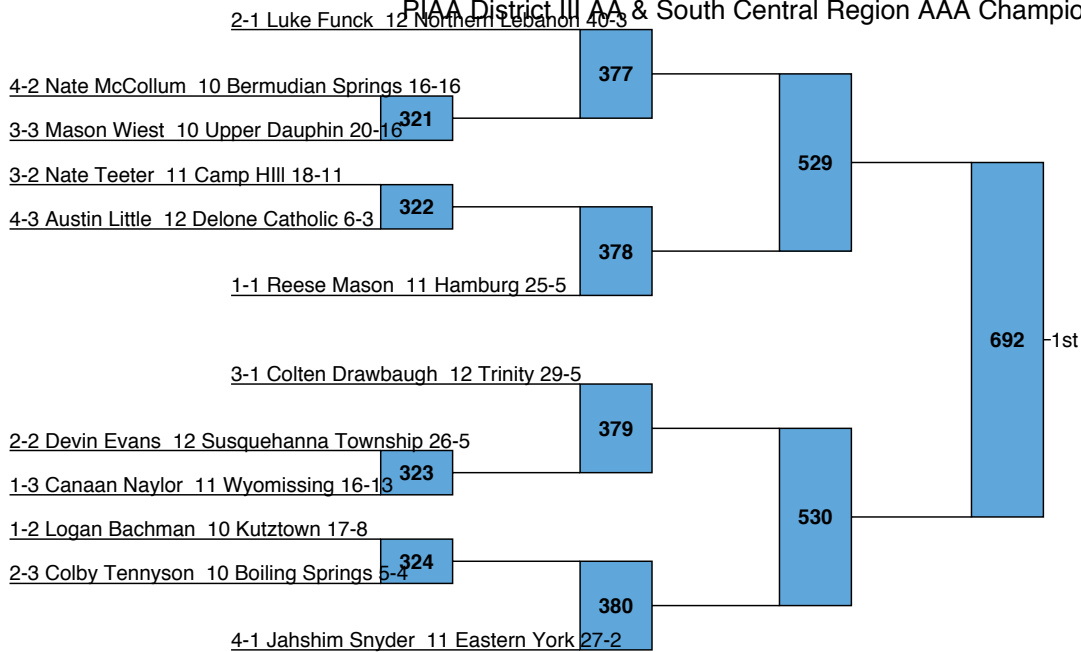 PIAA District III AA & South Central Region AAA Champio
2-1 Luke Funck 12 Northern Lebanon 40-3
377
4-2 Nate McCollum 10 Bermudian Springs 16-16
321
3-3 Mason Wiest 10 Upper Dauphin 20-16
529
3-2 Nate Teeter 11 Camp HIll 18-11
322
4-3 Austin Little 12 Delone Catholic 6-3
378
1-1 Reese Mason 11 Hamburg 25-5
692
1st
3-1 Colten Drawbaugh 12 Trinity 29-5
379
2-2 Devin Evans 12 Susquehanna Township 26-5
323
1-3 Canaan Naylor 11 Wyomissing 16-13
530
1-2 Logan Bachman 10 Kutztown 17-8
324
2-3 Colby Tennyson 10 Boiling Springs 5-4
380
4-1 Jahshim Snyder 11 Eastern York 27-2